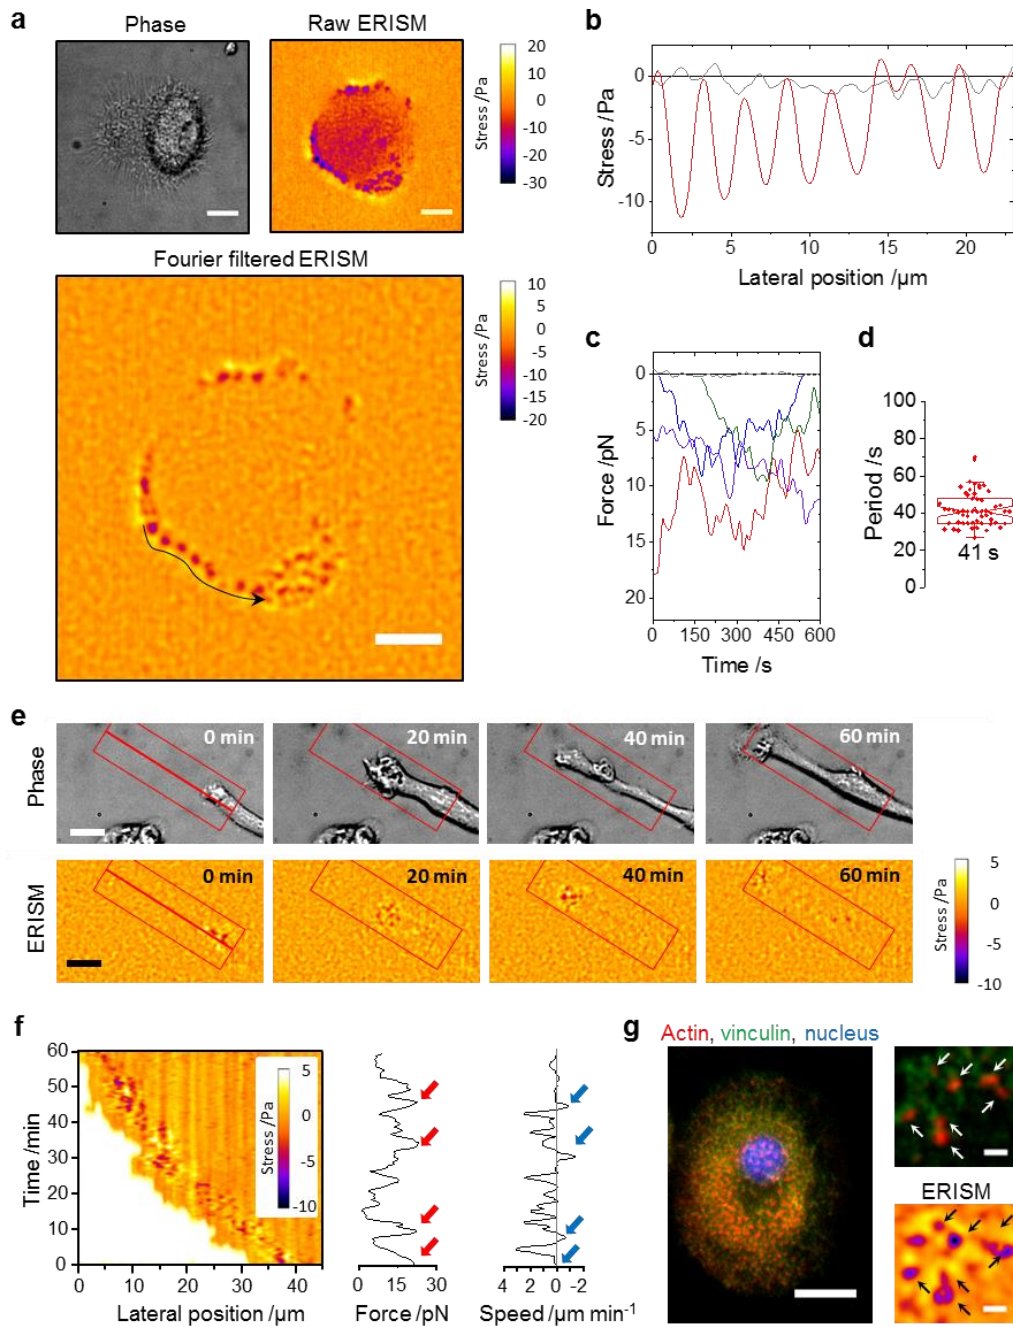 a
Phase
Raw ERISM
Stress /Pa
20
10
0
-10
-20
-30
Fourier filtered ERISM
Stress /Pa
10
5
0
-5
-10
-15
-20
b
Stress /Pa
0
-5
-10
0
5
10
15
20
Lateral position /µm
c
Force /pN
0
5
10
15
20
0
150
300
450
600
Time /s
d
Period /s
100
80
60
40
20
0
41 s
e
Phase
0 min
20 min
40 min
60 min
ERISM
0 min
20 min
40 min
60 min
Stress /Pa
5
0
-5
-10
f
Time /min
60
50
40
30
20
10
0
Stress /Pa
5
0
-5
-10
0
10
20
30
40
Lateral position /µm
0
15
30
Force /pN
4
2
0
-2
Speed /µm min-1
g
Actin, vinculin, nucleus
ERISM